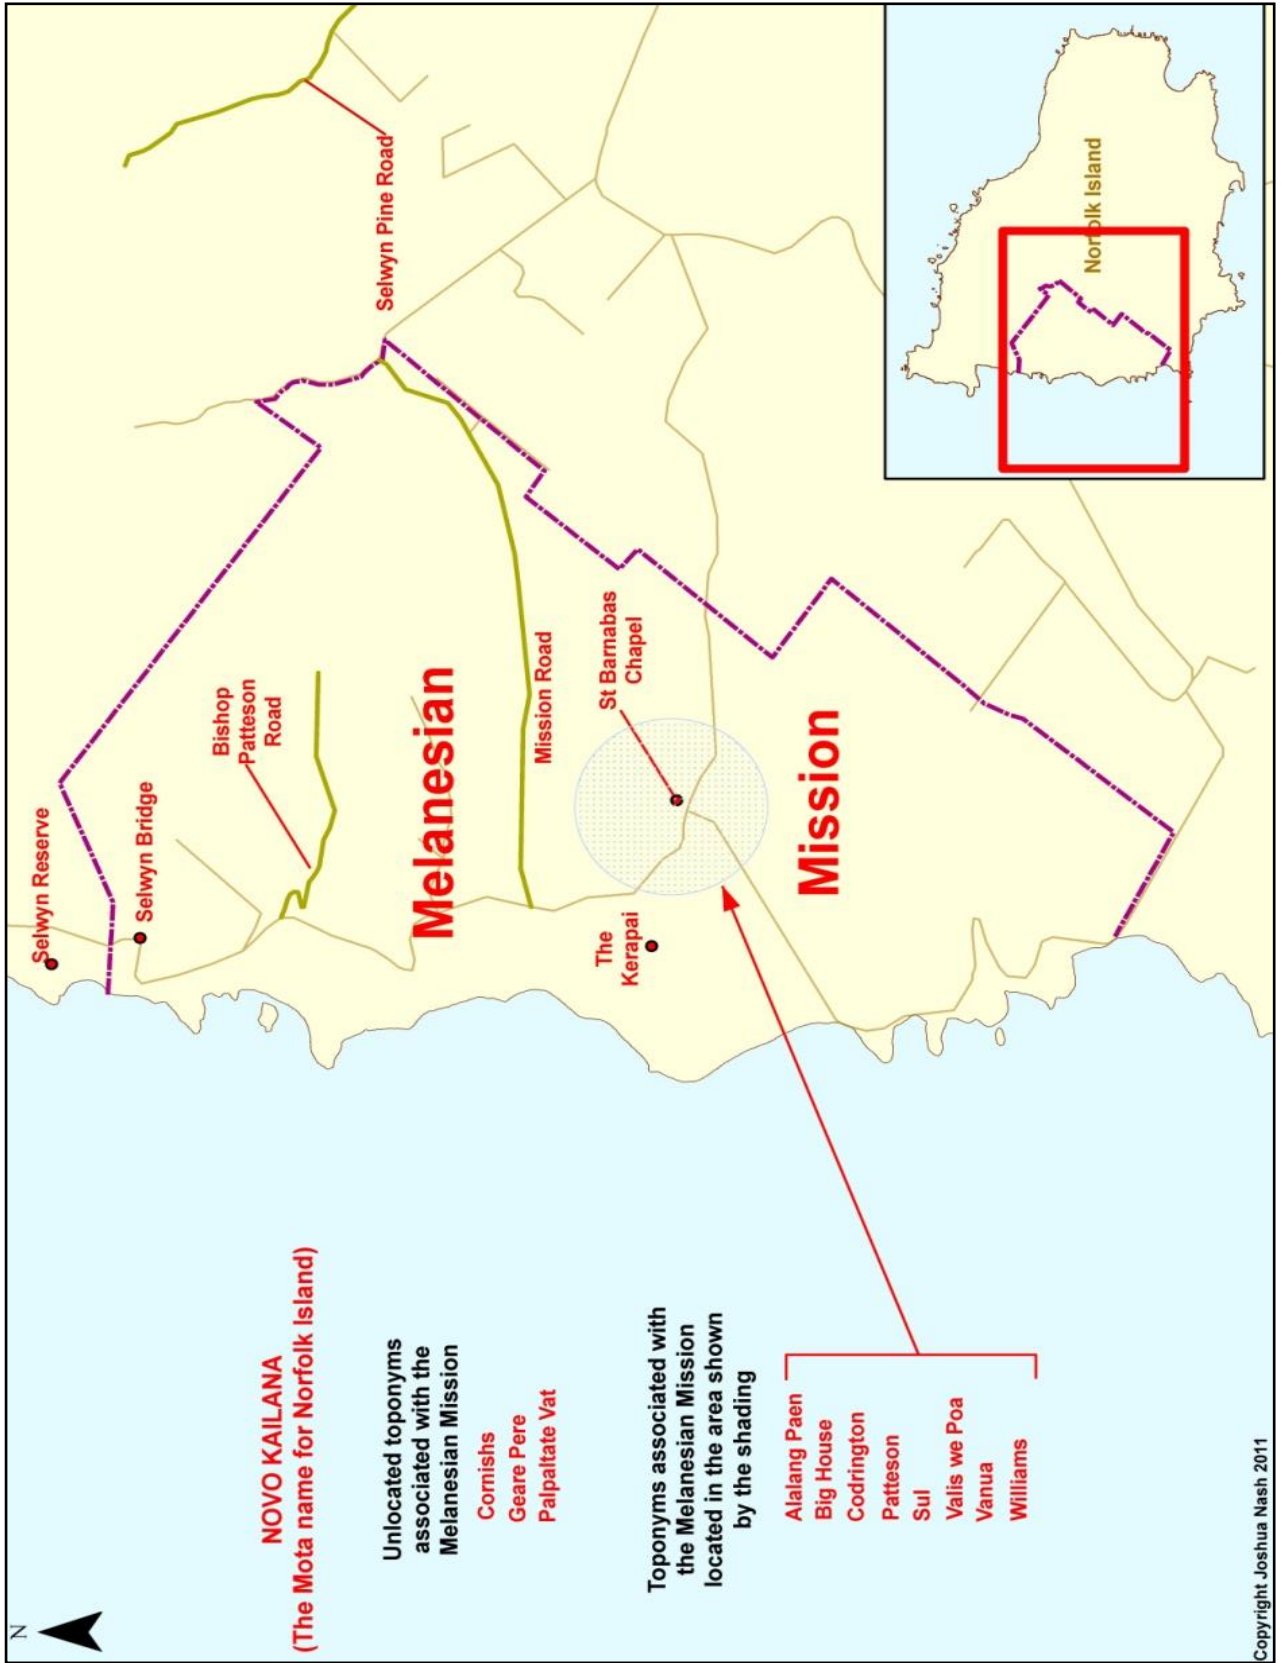 N
NOVO KAILANA
(The Mota name for Norfolk Island)
Unlocated toponyms
associated with the
Melanesian Mission
Cornishs
Geare Pere
Palpaltate Vat
Toponyms associated with
the Melanesian Mission
located in the area shown
by the shading
Alalang Paen
Big House
Codrington
Patteson
Sul
Valis we Poa
Vanua
Williams
Selwyn Reserve
Selwyn Bridge
Bishop
Patteson
Road
Selwyn Pine Road
Melanesian
Mission Road
St Barnabas
Chapel
The
Kerapai
Mission
Norfolk Island
Copyright Joshua Nash 2011